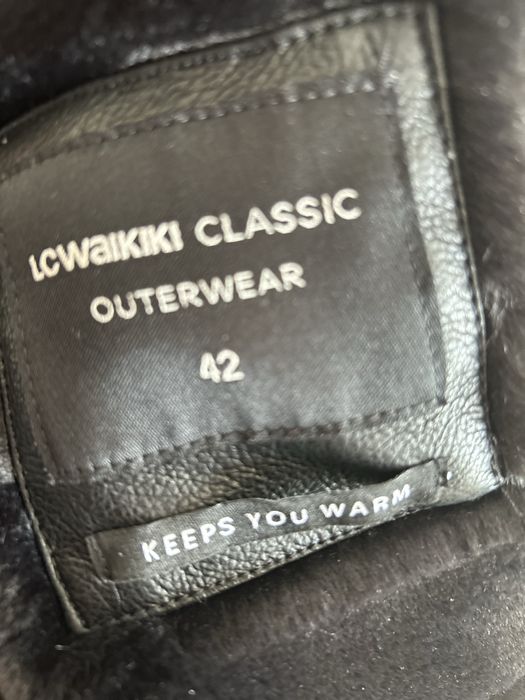 LCWAIKIKI CLASSIC
OUTERWEAR
42
KEEPS YOU WARM